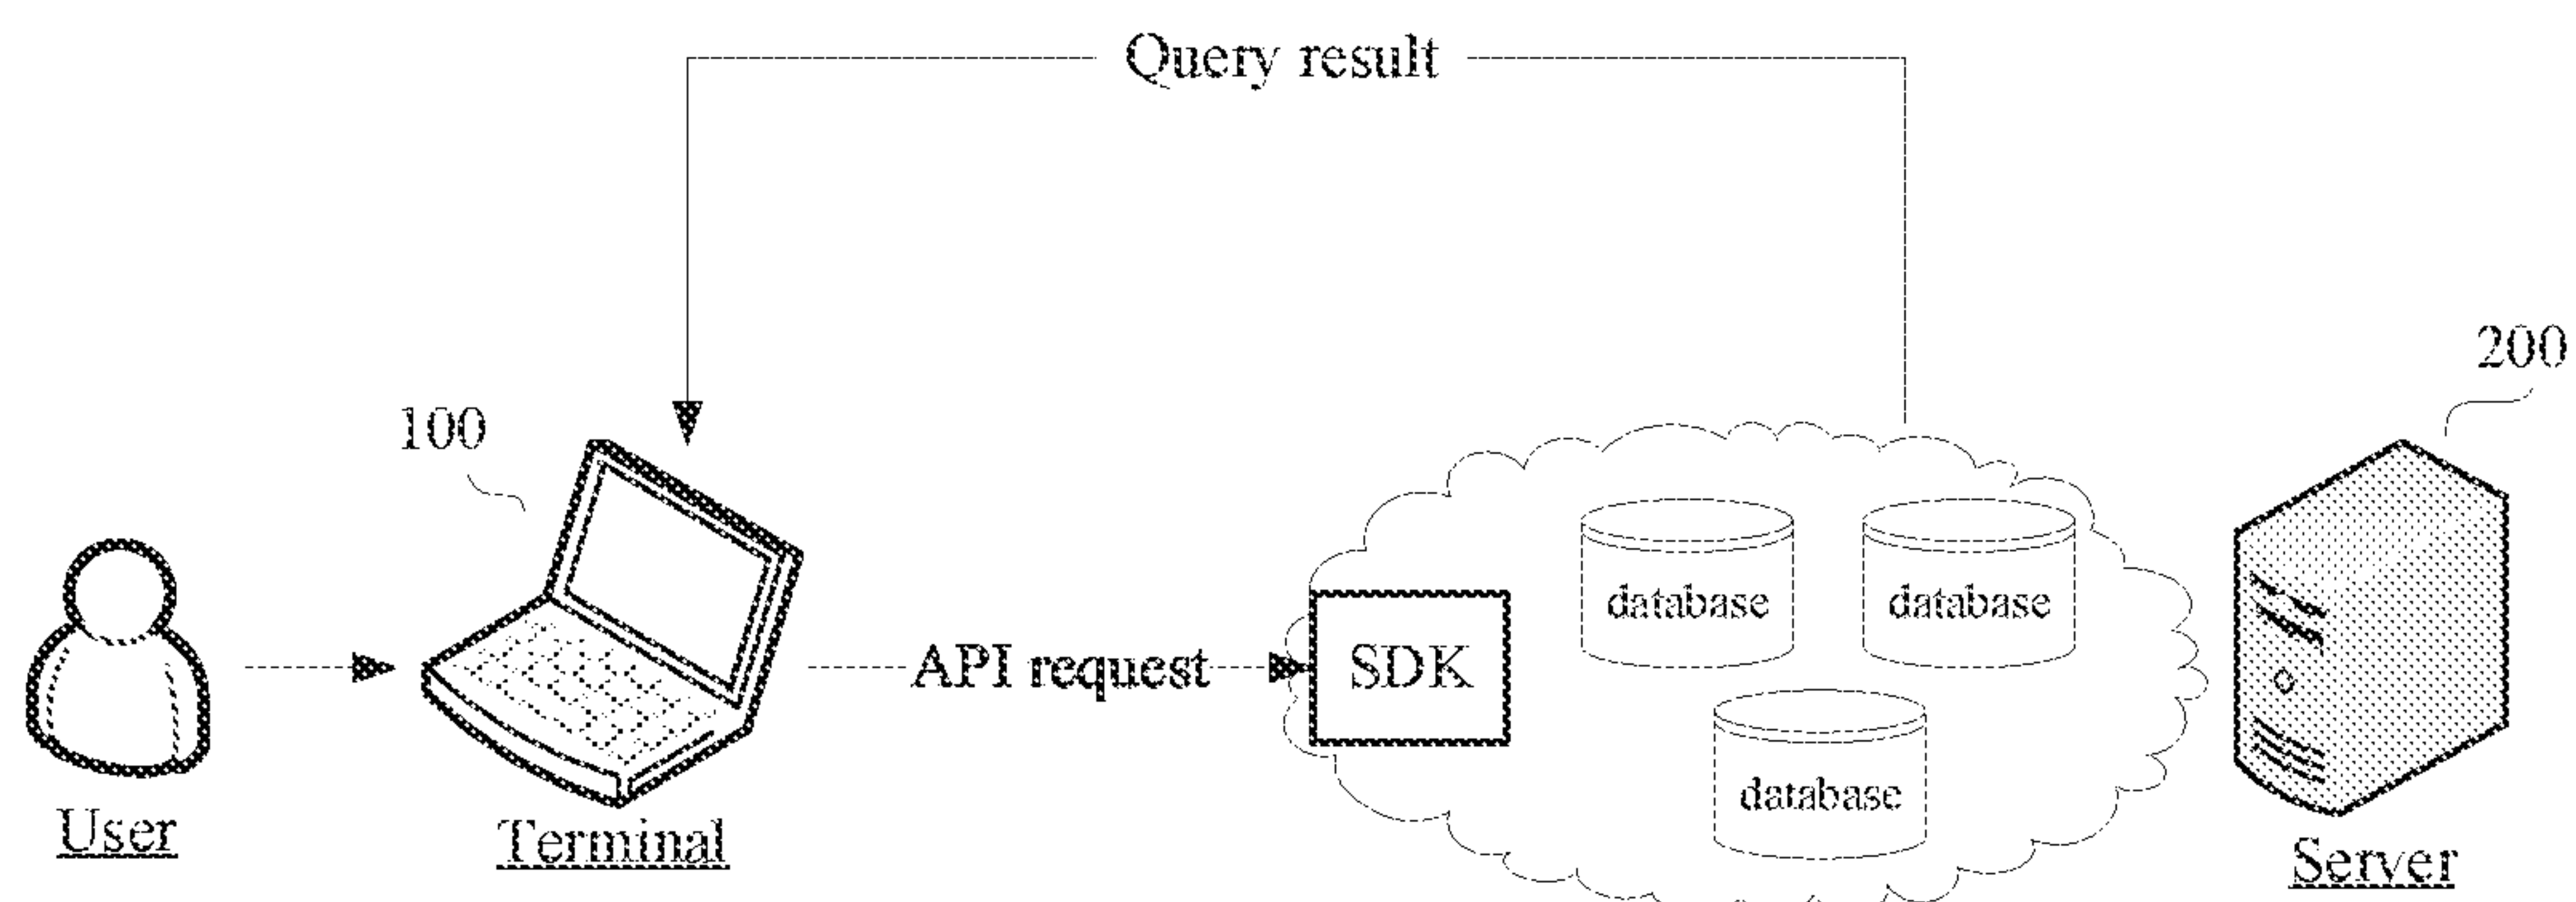 Query result
200
100
database
database
API request
SDK
database
User
Terminal
Server